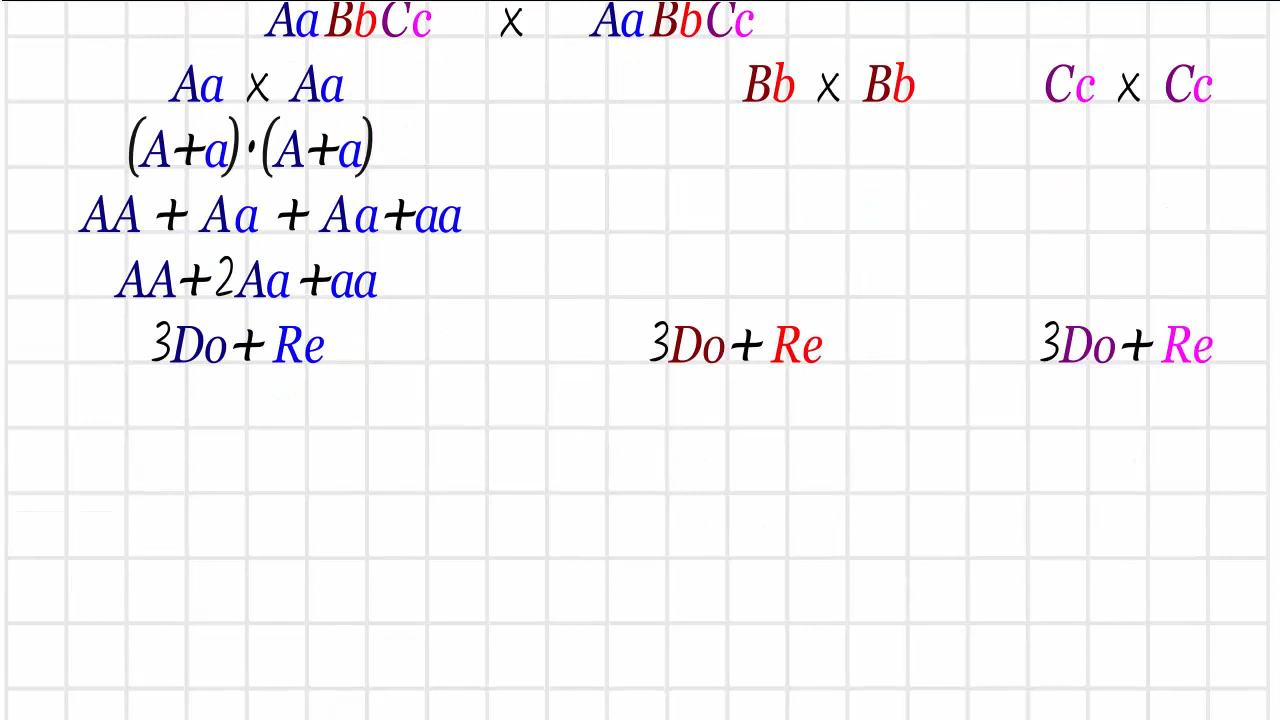 AaBbCc x AaBbCc
Aa x Aa Bb x Bb Cc x Cc
(A+a)·(A+a)
AA + Aa + Aa+aa
AA+2Aa+aa
3Do+Re 3Do+Re 3Do+Re